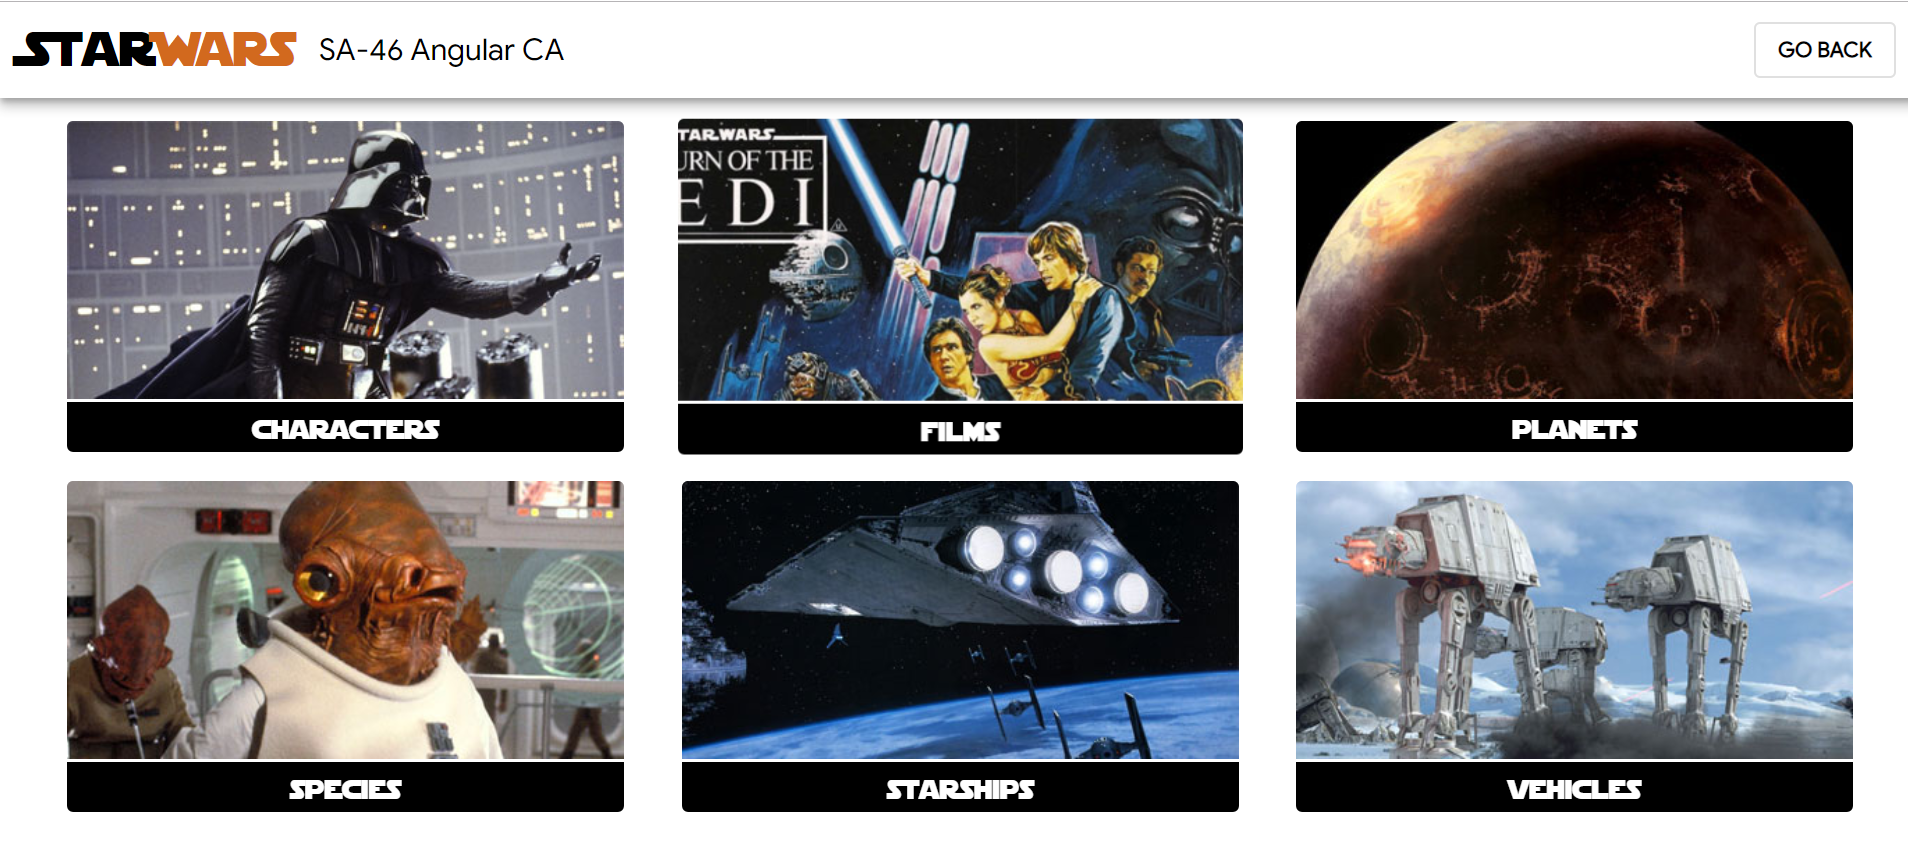 STARWARS SA-46 Angular CA
GO BACK
TAR WARS
URN OF THE
EDI
CHARACTERS
FILMS
PLANETS
SPECIES
STARSHIPS
VEHICLES